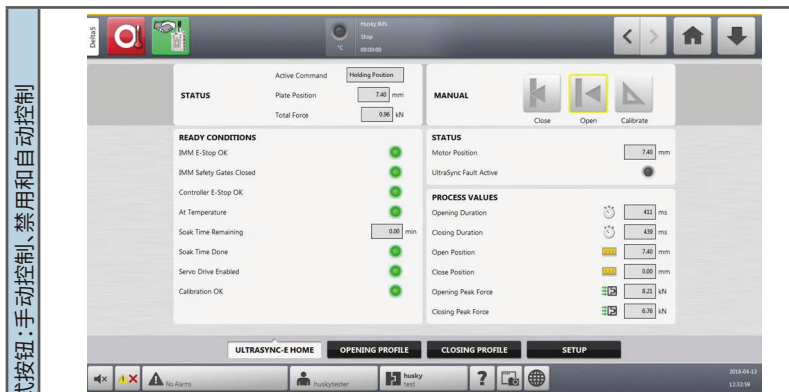 式按钮：手动控制、禁用和自动控制
Delta5
Husky IMS
Stop
°C
00:00:00
STATUS
Active Command
Holding Position
Plate Position
7.40 mm
Total Force
0.96 kN
MANUAL
Close
Open
Calibrate
READY CONDITIONS
IMM E-Stop OK
IMM Safety Gates Closed
Controller E-Stop OK
At Temperature
Soak Time Remaining
0.00 min
Soak Time Done
Servo Drive Enabled
Calibration OK
STATUS
Motor Position
7.40 mm
UltraSync Fault Active
PROCESS VALUES
Opening Duration
411 ms
Closing Duration
439 ms
Open Position
7.40 mm
Close Position
0.00 mm
Opening Peak Force
8.21 kN
Closing Peak Force
6.76 kN
ULTRASYNC-E HOME
OPENING PROFILE
CLOSING PROFILE
SETUP
No Alarms
huskytester
husky
test
?
2018-04-13
12:32:59